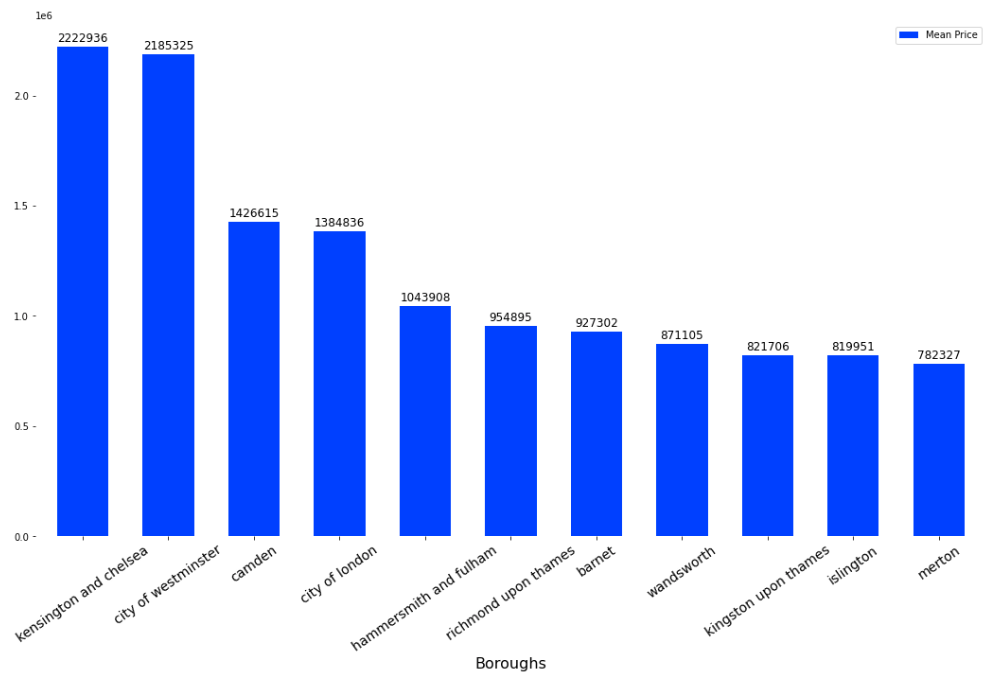 1e6
Mean Price
2222936
2185325
1426615
1384836
1043908
954895
927302
871105
821706
819951
782327
2.0
1.5
1.0
0.5
0.0
kensington and chelsea
city of westminster
camden
city of london
hammersmith and fulham
richmond upon thames
barnet
wandsworth
kingston upon thames
islington
merton
Boroughs